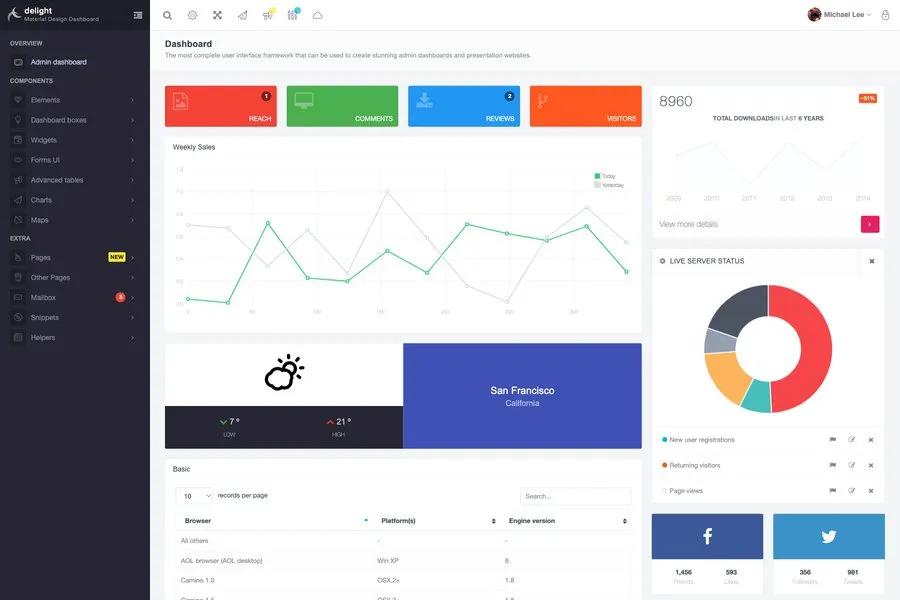 delight
Material Design Dashboard
Michael Lee
OVERVIEW
Admin dashboard
COMPONENTS
Elements
Dashboard boxes
Widgets
Forms UI
Advanced tables
Charts
Maps
EXTRA
Pages
NEW
Other Pages
Mailbox
3
Snippets
Helpers
Dashboard
The most complete user interface framework that can be used to create stunning admin dashboards and presentation websites.
1
REACH
COMMENTS
2
REVIEWS
VISITORS
Weekly Sales
Today
Yesterday
1.2
1.0
0.8
0.6
0.4
0.2
0.0
0 50 100 150 200 250 300
San Francisco
California
7 º
LOW
21 º
HIGH
Basic
10 records per page
Search...
Browser Platform(s) Engine version
All others - -
AOL browser (AOL desktop) Win XP 6
Camino 1.0 OSX.2+ 1.8
8960
-51%
TOTAL DOWNLOADSIN LAST 6 YEARS
2009 2010 2011 2012 2013 2014
View more details
LIVE SERVER STATUS
New user registrations
Returning visitors
Page views
1,456 593
Friends Likes
356 981
Followers Tweets